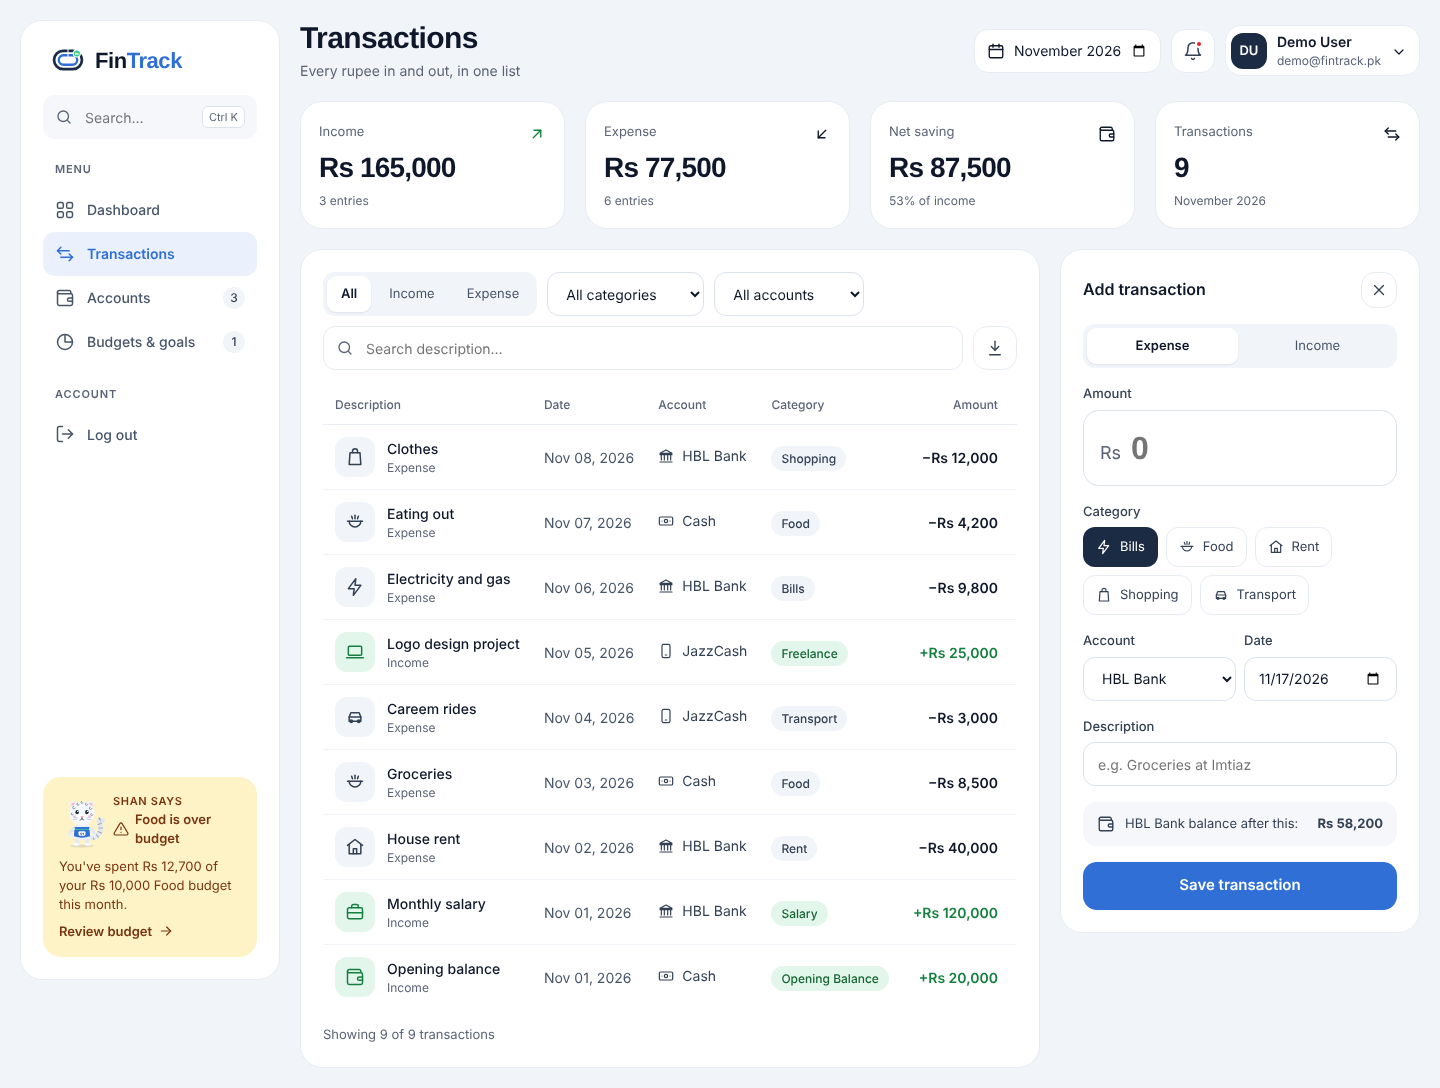 FinTrack
Search...
Ctrl K
MENU
Dashboard
Transactions
Accounts
3
Budgets & goals
1
ACCOUNT
Log out
SHAN SAYS
Food is over
budget
You've spent Rs 12,700 of
your Rs 10,000 Food budget
this month.
Review budget
Transactions
Every rupee in and out, in one list
November 2026
DU
Demo User
demo@fintrack.pk
Income
Rs 165,000
3 entries
Expense
Rs 77,500
6 entries
Net saving
Rs 87,500
53% of income
Transactions
9
November 2026
All Income Expense All categories All accounts
Search description...
Description Date Account Category Amount
Clothes
Expense
Nov 08, 2026 HBL Bank Shopping −Rs 12,000
Eating out
Expense
Nov 07, 2026 Cash Food −Rs 4,200
Electricity and gas
Expense
Nov 06, 2026 HBL Bank Bills −Rs 9,800
Logo design project
Income
Nov 05, 2026 JazzCash Freelance +Rs 25,000
Careem rides
Expense
Nov 04, 2026 JazzCash Transport −Rs 3,000
Groceries
Expense
Nov 03, 2026 Cash Food −Rs 8,500
House rent
Expense
Nov 02, 2026 HBL Bank Rent −Rs 40,000
Monthly salary
Income
Nov 01, 2026 HBL Bank Salary +Rs 120,000
Opening balance
Income
Nov 01, 2026 Cash Opening Balance +Rs 20,000
Showing 9 of 9 transactions
Add transaction
Expense Income
Amount
Rs 0
Category
Bills Food Rent
Shopping Transport
Account Date
HBL Bank 11/17/2026
Description
e.g. Groceries at Imtiaz
HBL Bank balance after this: Rs 58,200
Save transaction